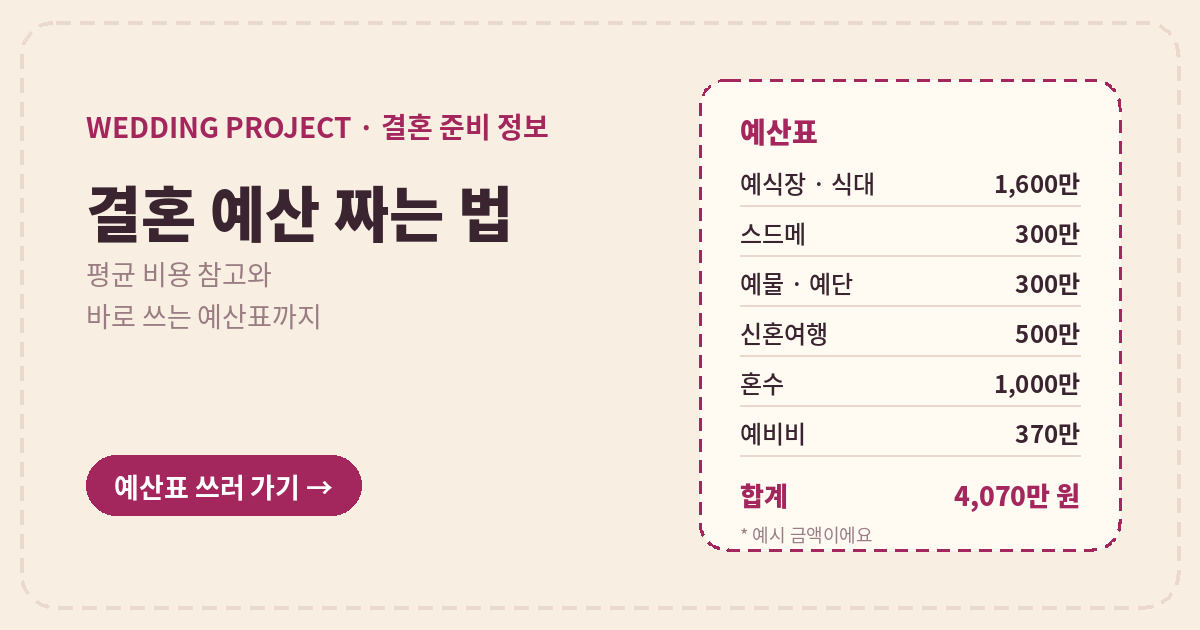 WEDDING PROJECT · 결혼 준비 정보
결혼 예산 짜는 법
평균 비용 참고와
바로 쓰는 예산표까지
예산표 쓰러 가기 →
예산표
예식장 · 식대 1,600만
스드메 300만
예물 · 예단 300만
신혼여행 500만
혼수 1,000만
예비비 370만
합계 4,070만 원
* 예시 금액이에요